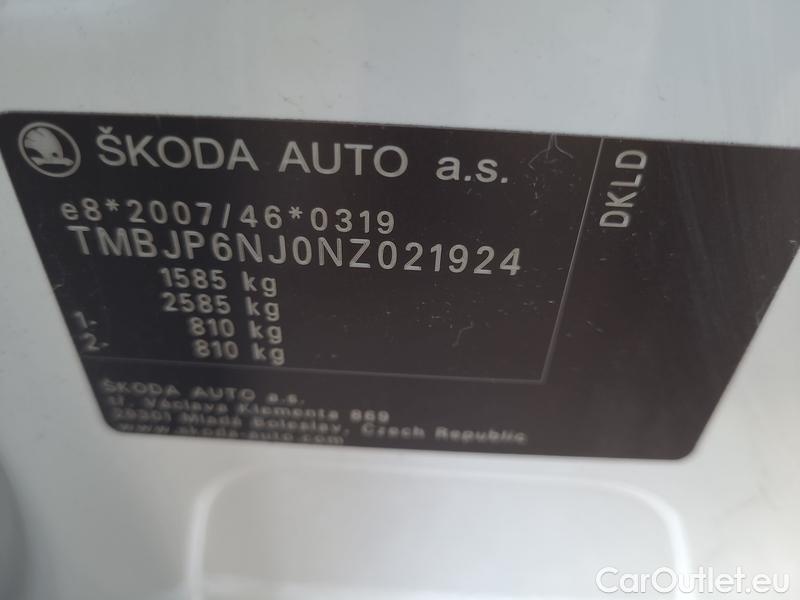 ŠKODA AUTO a.s.
e8*2007/46*0319
TMBJP6NJ0NZ021924
1585 kg
2585 kg
1- 810 kg
2- 810 kg
DKLD
ŠKODA AUTO a.s.
tř. Václava Klementa 869
29301 Mladá Boleslav, Czech Republic
www.skoda-auto.com
CarOutlet.eu